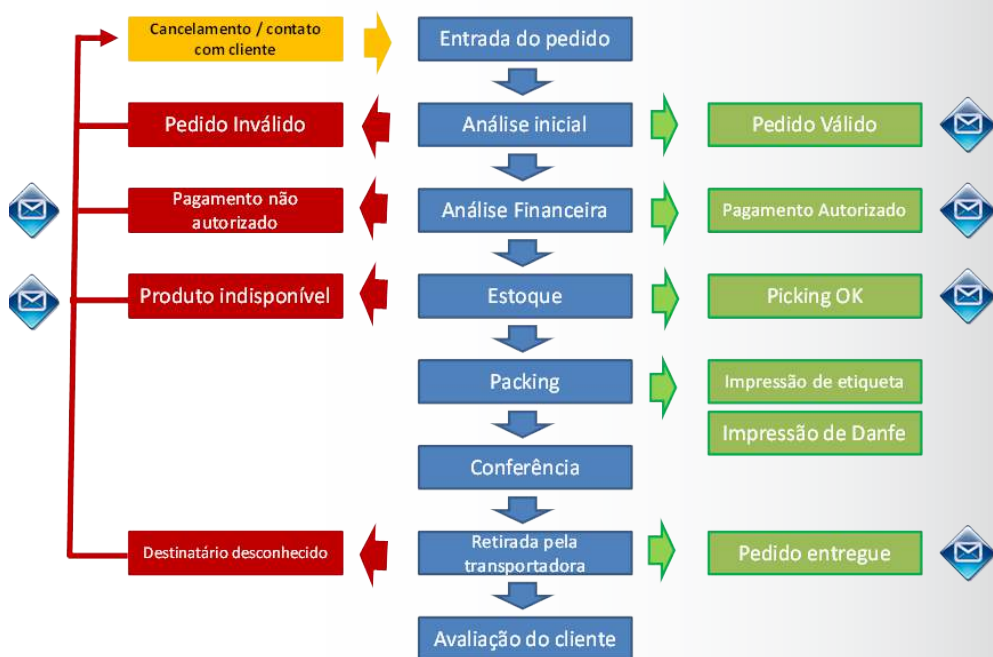 Cancelamento / contato
com cliente
Entrada do pedido
Pedido Inválido
Análise inicial
Pedido Válido
Pagamento não
autorizado
Análise Financeira
Pagamento Autorizado
Produto indisponível
Estoque
Picking OK
Packing
Impressão de etiqueta
Impressão de Danfe
Conferência
Destinatário desconhecido
Retirada pela
transportadora
Pedido entregue
Avaliação do cliente